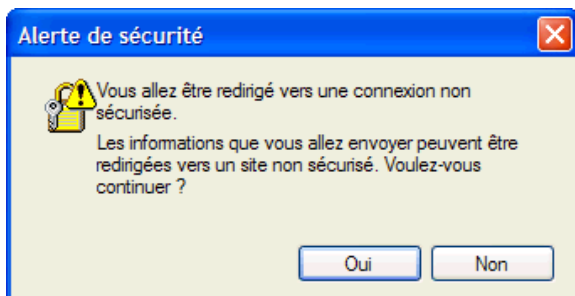 Alerte de sécurité
Vous allez être redirigé vers une connexion non
sécurisée.
Les informations que vous allez envoyer peuvent être
redirigées vers un site non sécurisé. Voulez-vous
continuer ?
Oui Non